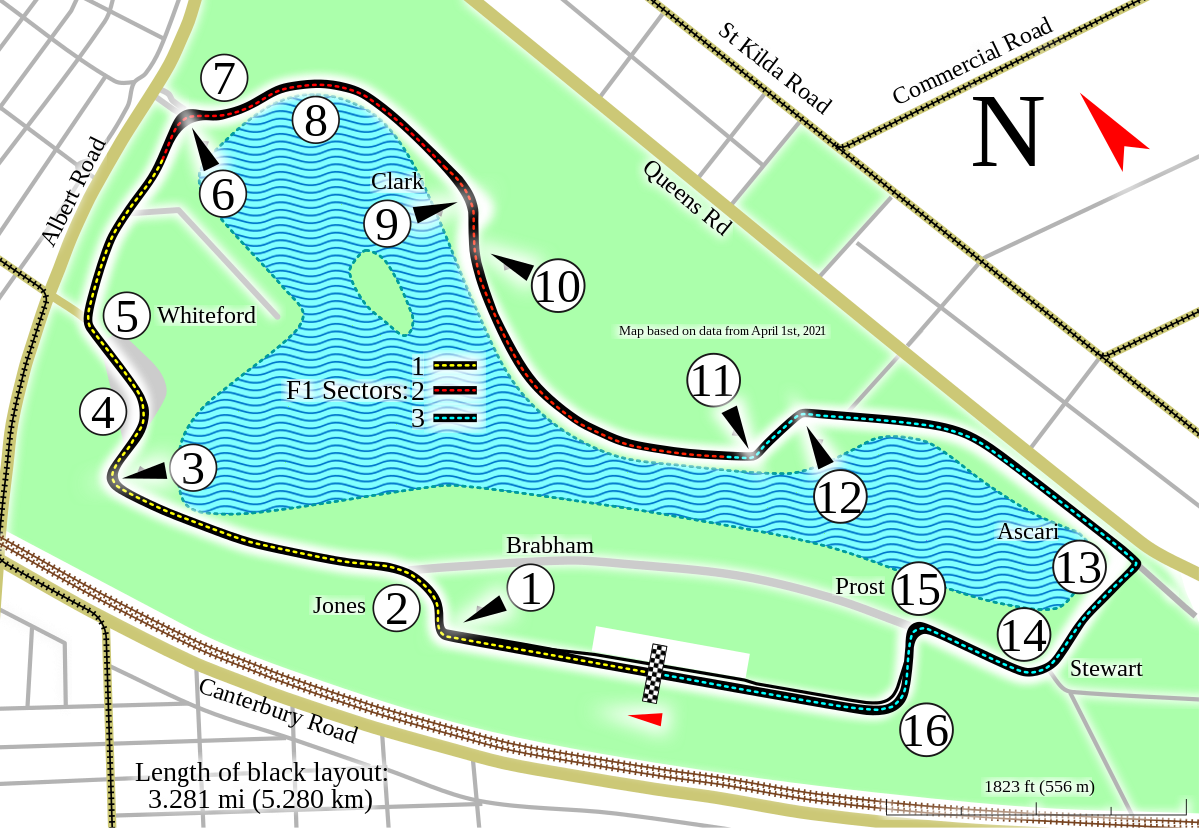 St Kilda Road
Commercial Road
N
7
8
Albert Road
Clark
6
9
Queens Rd
10
5
Whiteford
Map based on data from April 1st, 2021
1
F1 Sectors: 2
3
11
4
3
12
Ascari
Brabham
13
1
Prost
15
Jones
2
14
Stewart
Canterbury Road
16
Length of black layout:
3.281 mi (5.280 km)
1823 ft (556 m)